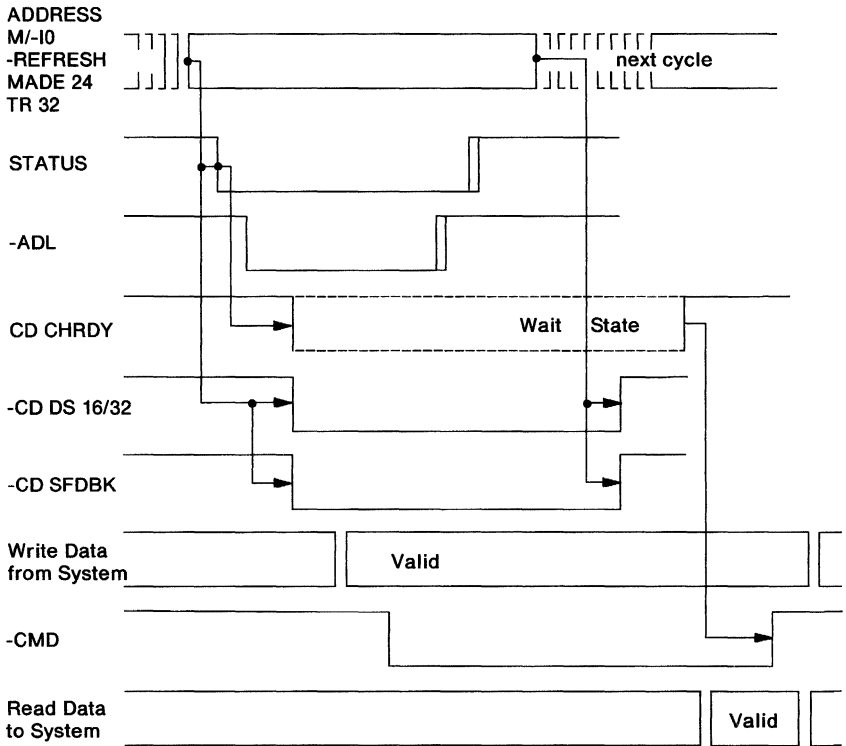 ADDRESS
M/-I0
-REFRESH
MADE 24
TR 32
next cycle
STATUS
-ADL
CD CHRDY
Wait State
-CD DS 16/32
-CD SFDBK
Write Data
from System
Valid
-CMD
Read Data
to System
Valid